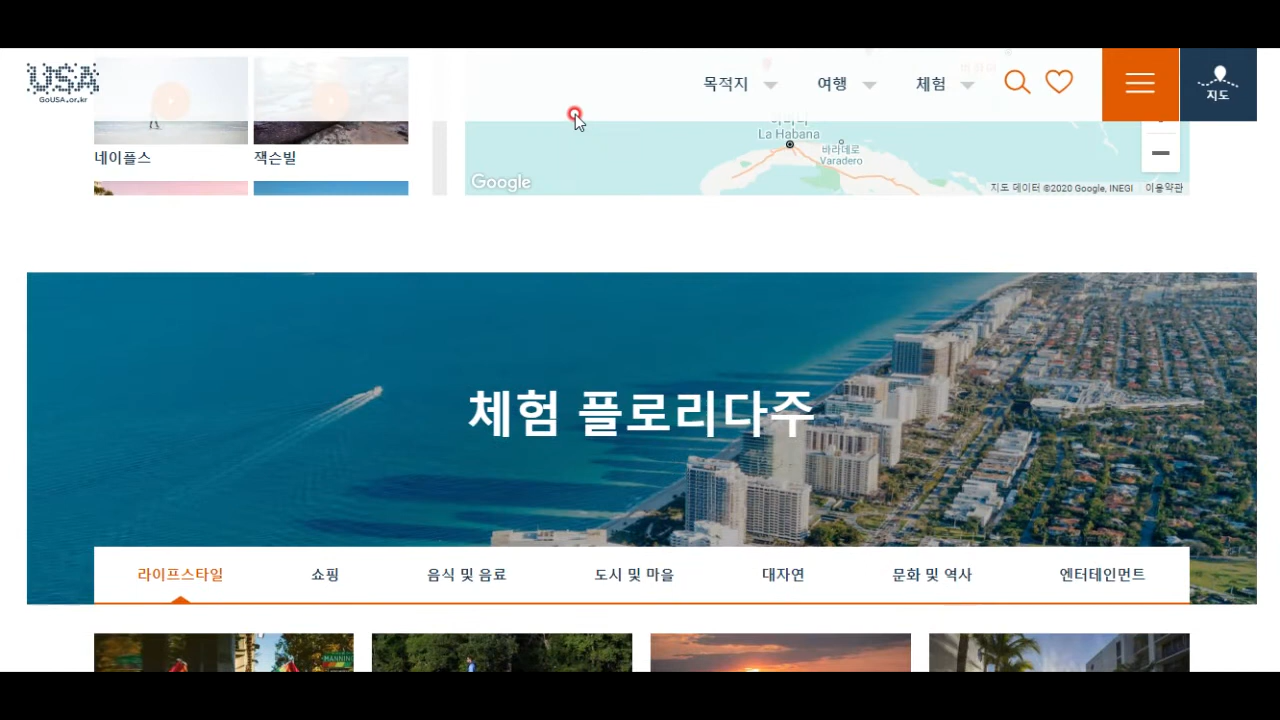 USA
GoUSA.or.kr
목적지
여행
체험
지도
네이플스
잭슨빌
La Habana
바라데로
Varadero
Google
지도 데이터 ©2020 Google, INEGI
이용약관
체험 플로리다주
라이프스타일
쇼핑
음식 및 음료
도시 및 마을
대자연
문화 및 역사
엔터테인먼트